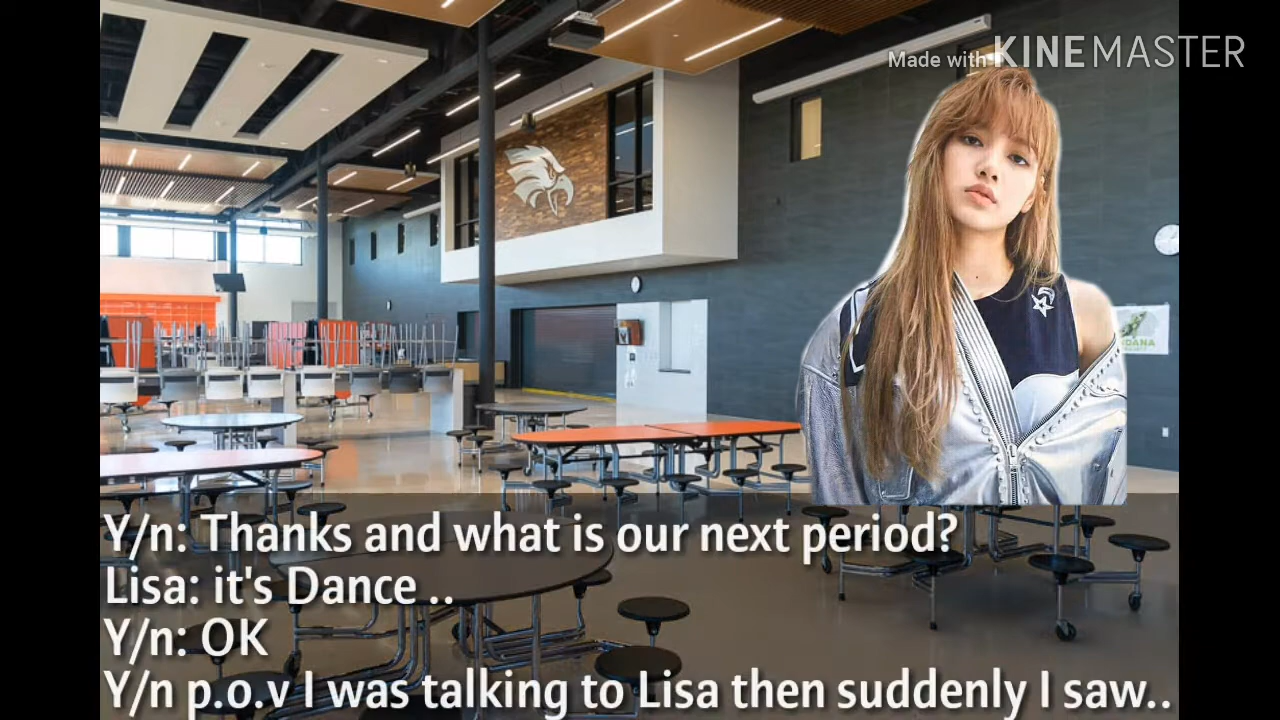 Made with KINEMASTER
DANA
Y/n: Thanks and what is our next period?
Lisa: it's Dance ..
Y/n: OK
Y/n p.o.v I was talking to Lisa then suddenly I saw..